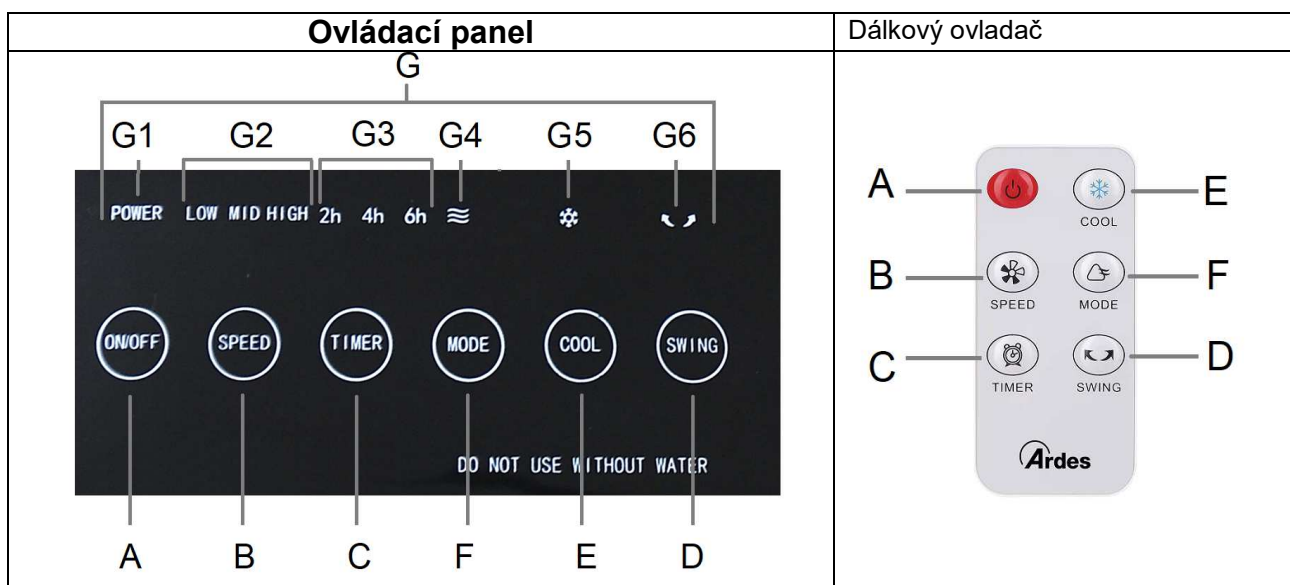 Ovládací panel
Dálkový ovladač
G
G1 G2 G3 G4 G5 G6
POWER LOW MID HIGH 2h 4h 6h
ON/OFF SPEED TIMER MODE COOL SWING
DO NOT USE WITHOUT WATER
A B C F E D
A E
COOL
B F
SPEED MODE
C D
TIMER SWING
Ardes